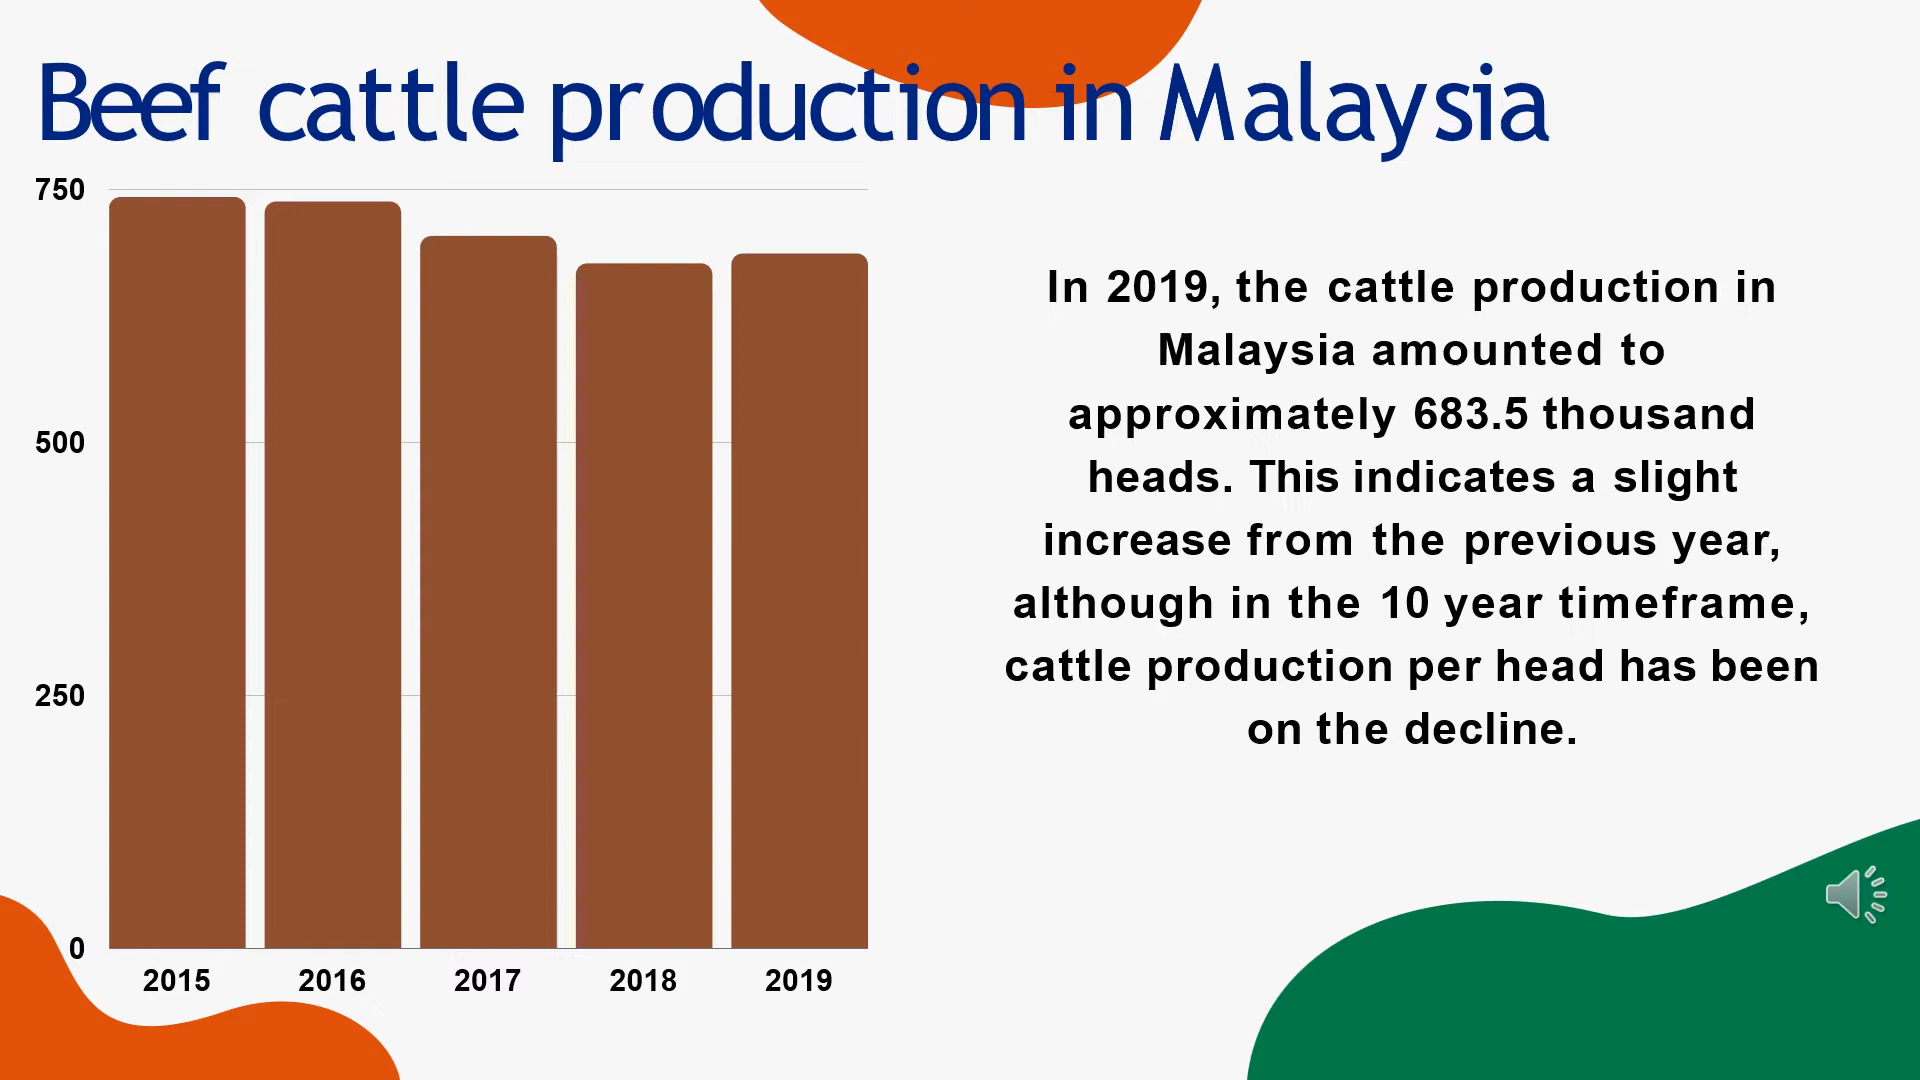 Beef cattle production in Malaysia
750
500
250
0
2015 2016 2017 2018 2019
In 2019, the cattle production in
Malaysia amounted to
approximately 683.5 thousand
heads. This indicates a slight
increase from the previous year,
although in the 10 year timeframe,
cattle production per head has been
on the decline.